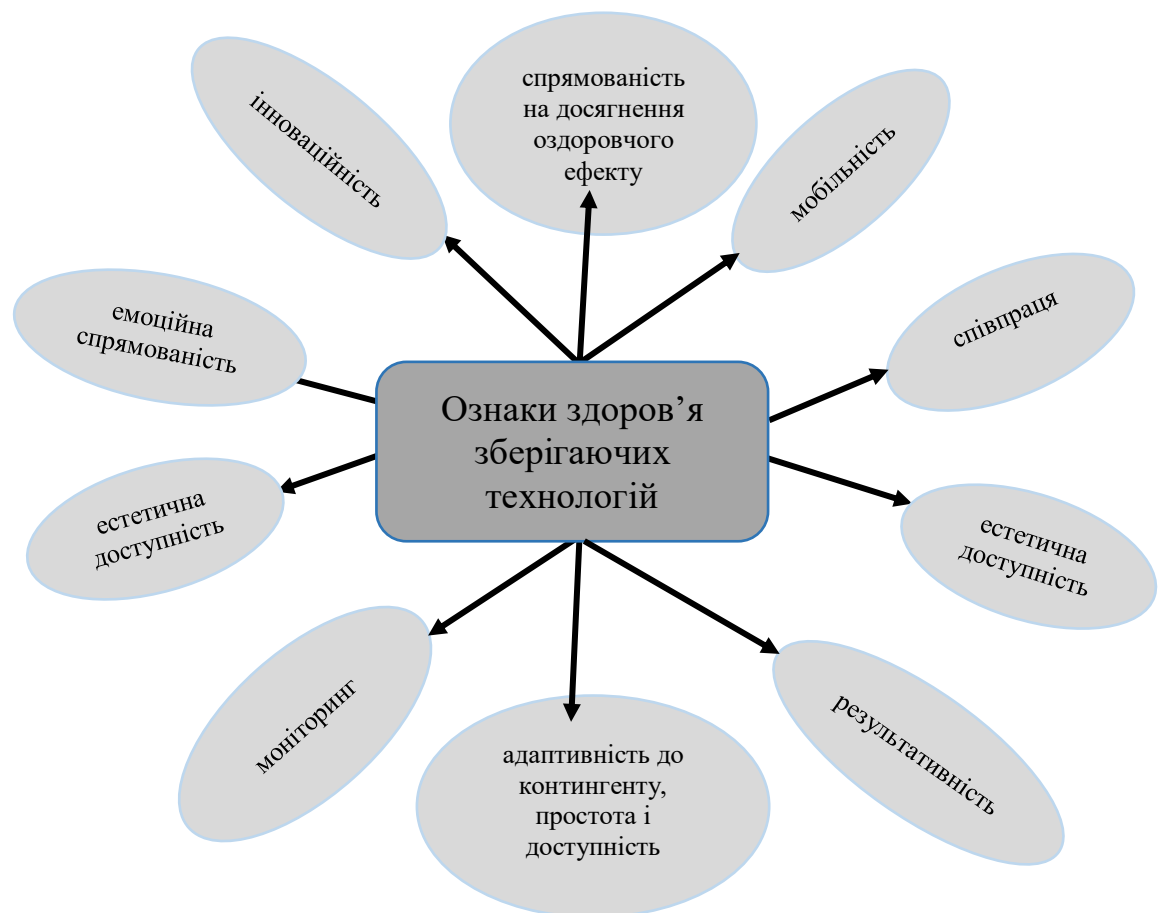 спрямованість
на досягнення
оздоровчого
ефекту
інноваційність
мобільність
емоційна
спрямованість
співпраця
Ознаки здоров’я
зберігаючих
технологій
естетична
доступність
естетична
доступність
моніторинг
адаптивність до
контингенту,
простота і
доступність
результативність